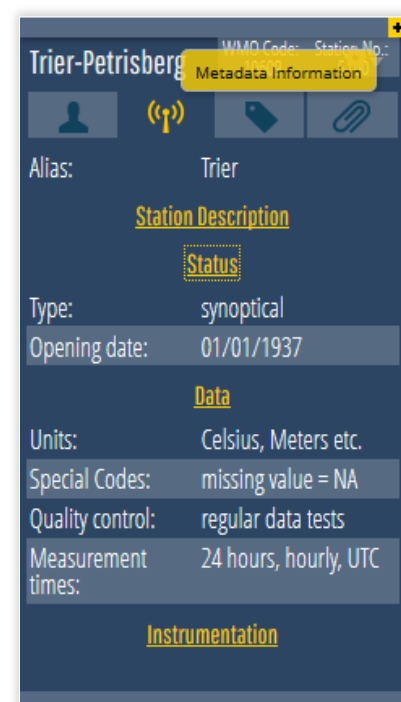 +
Trier-Petrisberg
WMO Code: Station No.:
Metadata Information
Alias: Trier
Station Description
Status
Type: synoptical
Opening date: 01/01/1937
Data
Units: Celsius, Meters etc.
Special Codes: missing value = NA
Quality control: regular data tests
Measurement times: 24 hours, hourly, UTC
Instrumentation